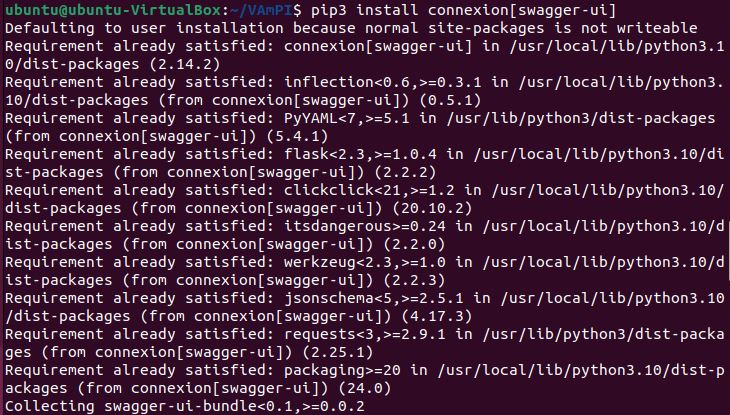 ubuntu@ubuntu-VirtualBox:~/VAmPI$ pip3 install connexion[swagger-ui]
Defaulting to user installation because normal site-packages is not writeable
Requirement already satisfied: connexion[swagger-ui] in /usr/local/lib/python3.1
0/dist-packages (2.14.2)
Requirement already satisfied: inflection<0.6,>=0.3.1 in /usr/local/lib/python3.
10/dist-packages (from connexion[swagger-ui]) (0.5.1)
Requirement already satisfied: PyYAML<7,>=5.1 in /usr/lib/python3/dist-packages
(from connexion[swagger-ui]) (5.4.1)
Requirement already satisfied: flask<2.3,>=1.0.4 in /usr/local/lib/python3.10/di
st-packages (from connexion[swagger-ui]) (2.2.2)
Requirement already satisfied: clickclick<21,>=1.2 in /usr/local/lib/python3.10/
dist-packages (from connexion[swagger-ui]) (20.10.2)
Requirement already satisfied: itsdangerous>=0.24 in /usr/local/lib/python3.10/d
ist-packages (from connexion[swagger-ui]) (2.2.0)
Requirement already satisfied: werkzeug<2.3,>=1.0 in /usr/local/lib/python3.10/d
ist-packages (from connexion[swagger-ui]) (2.2.3)
Requirement already satisfied: jsonschema<5,>=2.5.1 in /usr/local/lib/python3.10
/dist-packages (from connexion[swagger-ui]) (4.17.3)
Requirement already satisfied: requests<3,>=2.9.1 in /usr/lib/python3/dist-packa
ges (from connexion[swagger-ui]) (2.25.1)
Requirement already satisfied: packaging>=20 in /usr/local/lib/python3.10/dist-p
ackages (from connexion[swagger-ui]) (24.0)
Collecting swagger-ui-bundle<0.1,>=0.0.2